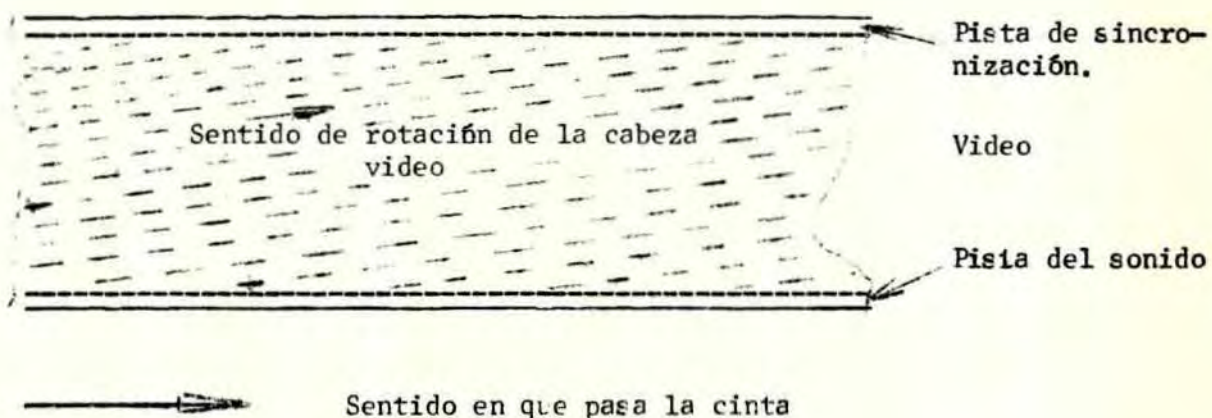 Pista de sincro-
nización.
Sentido de rotación de la cabeza
video
Video
Pista del sonido
Sentido en que pasa la cinta